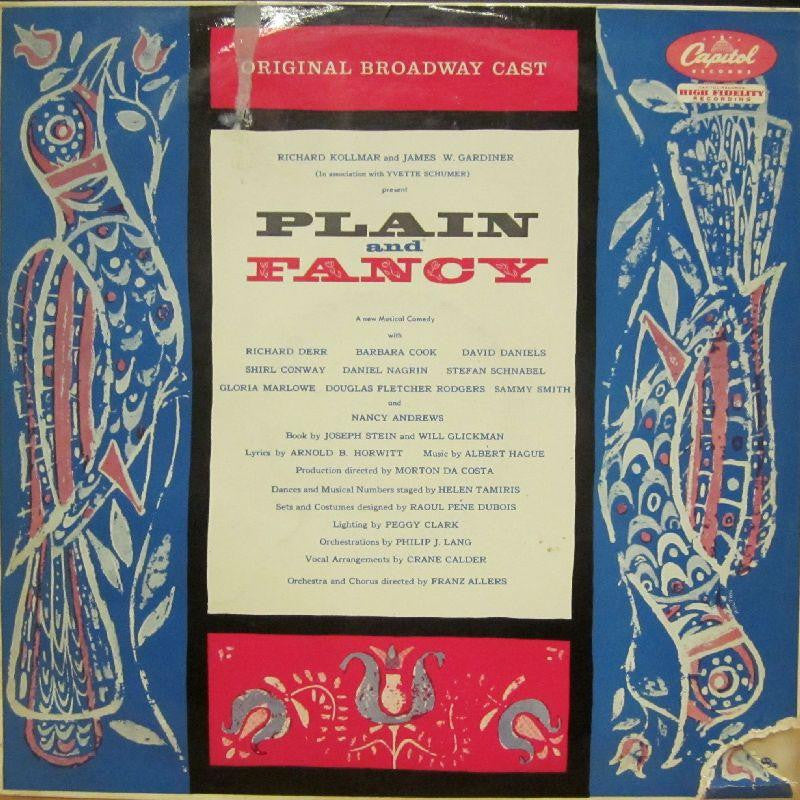 ORIGINAL BROADWAY CAST
Capitol
RECORDS
HIGH FIDELITY
RECORDING
RICHARD KOLLMAR and JAMES W. GARDINER
(In association with YVETTE SCHUMER)
present
PLAIN
and
FANCY
A new Musical Comedy
with
RICHARD DERR BARBARA COOK DAVID DANIELS
SHIRL CONWAY DANIEL NAGRIN STEFAN SCHNABEL
GLORIA MARLOWE DOUGLAS FLETCHER RODGERS SAMMY SMITH
and
NANCY ANDREWS
Book by JOSEPH STEIN and WILL GLICKMAN
Lyrics by ARNOLD B. HORWITT Music by ALBERT HAGUE
Production directed by MORTON DA COSTA
Dances and Musical Numbers staged by HELEN TAMIRIS
Sets and Costumes designed by RAOUL PENE DUBOIS
Lighting by PEGGY CLARK
Orchestrations by PHILIP J. LANG
Vocal Arrangements by CRANE CALDER
Orchestra and Chorus directed by FRANZ ALLERS